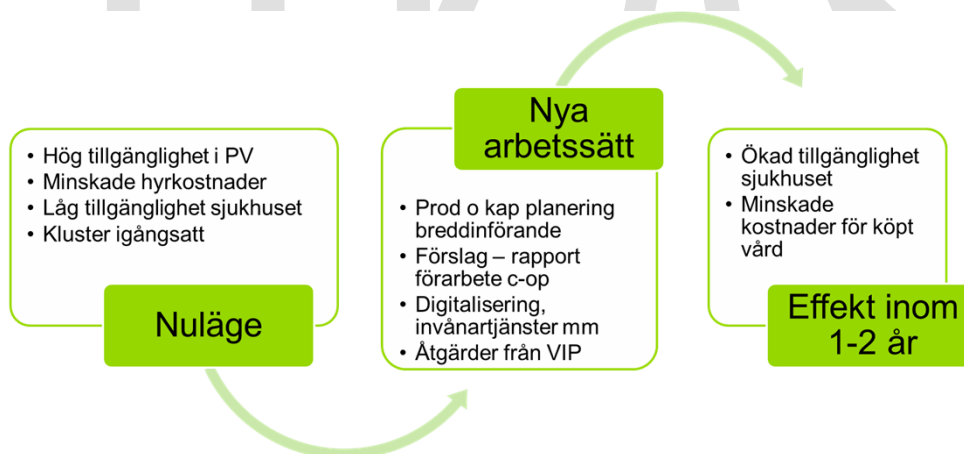 • Hög tillgänglighet i PV
• Minskade hyrkostnader
• Låg tillgänglighet sjukhuset
• Kluster igångsatt
Nuläge
Nya
arbetssätt
• Prod o kap planering
breddinförande
• Förslag – rapport
förarbete c-op
• Digitalisering,
invånartjänster mm
• Åtgärder från VIP
• Ökad tillgänglighet
sjukhuset
• Minskade
kostnader för köpt
vård
Effekt inom
1-2 år